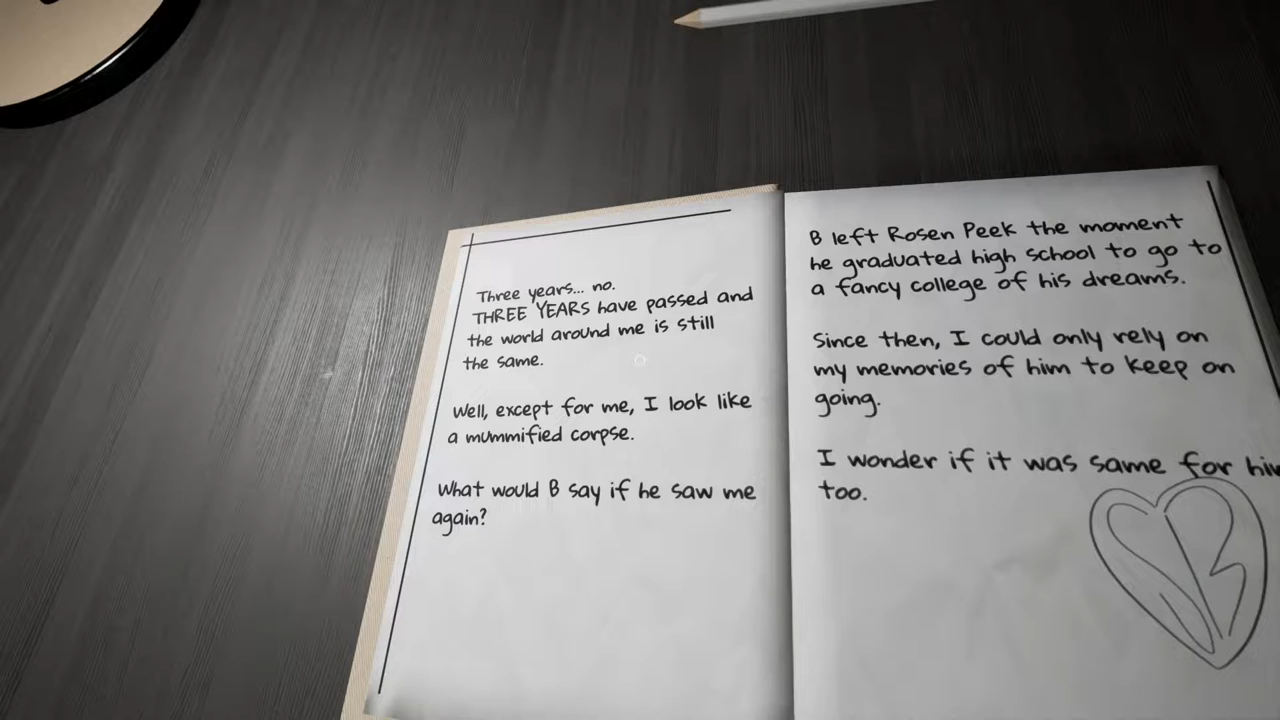 Three years... no.
THREE YEARS have passed and
the world around me is still
the same.
Well, except for me, I look like
a mummified corpse.
What would B say if he saw me
again?
B left Rosen Peek the moment
he graduated high school to go to
a fancy college of his dreams.
Since then, I could only rely on
my memories of him to keep on
going.
I wonder if it was same for him
too.
SB